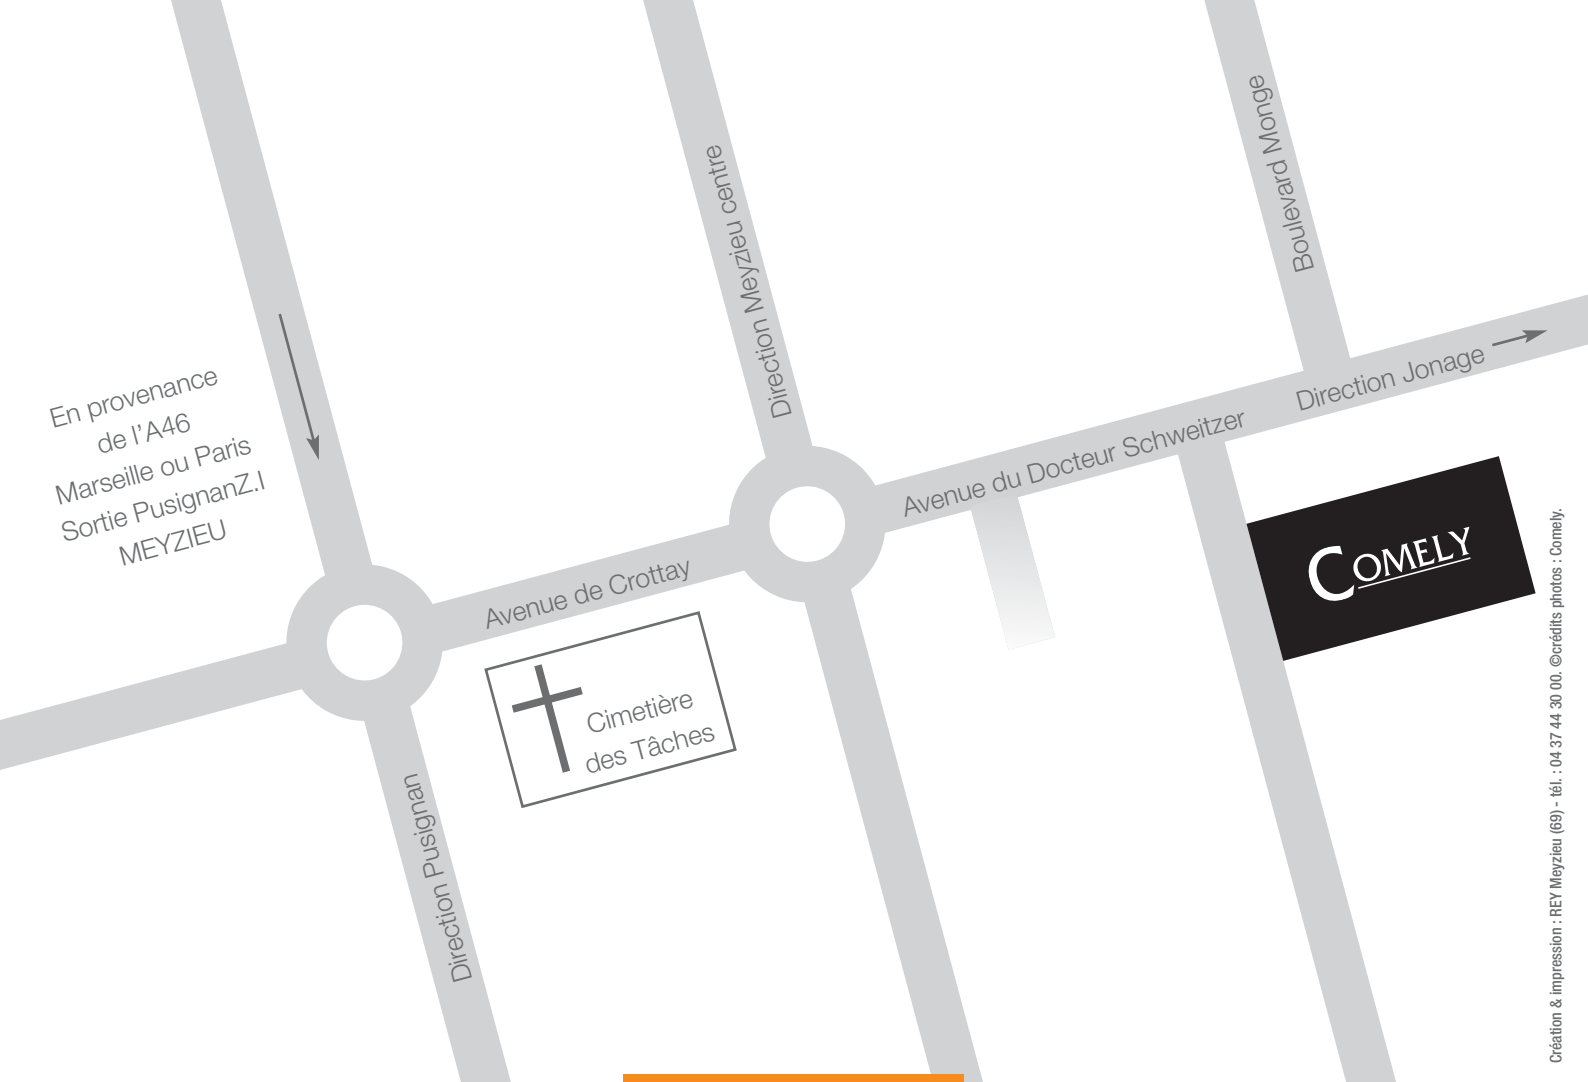 En provenance
de l'A46
Marseille ou Paris
Sortie PusignanZ.I
MEYZIEU
Direction Meyzieu centre
Boulevard Monge
Direction Jonage
Avenue du Docteur Schweitzer
Avenue de Crottay
COMELY
Cimetière
des Tâches
Direction Pusignan
Création & impression : REY Meyzieu (69) - tél. : 04 37 44 30 00. ©crédits photos : Comely.